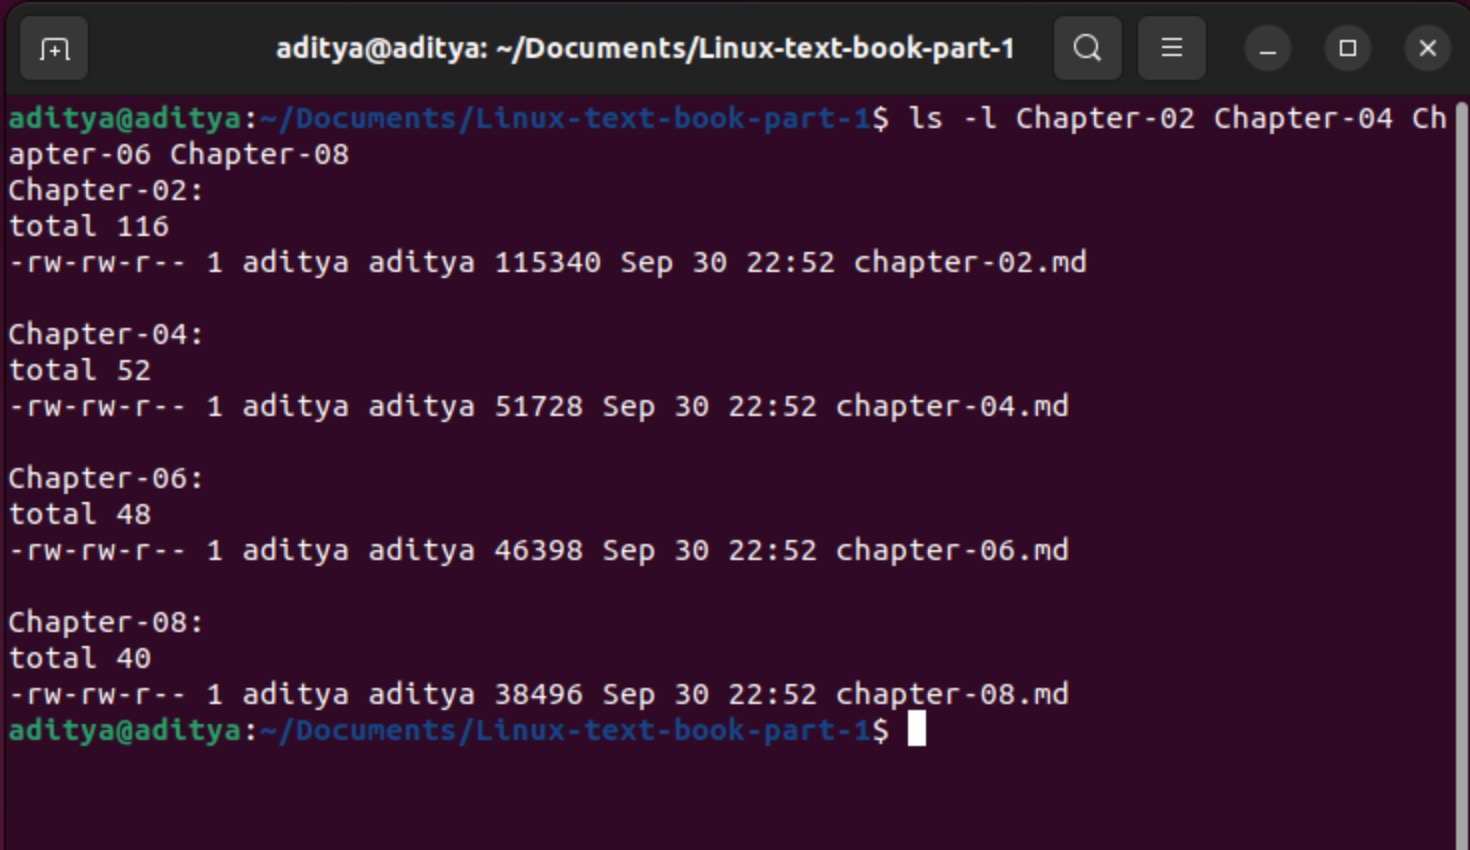 aditya@aditya: ~/Documents/Linux-text-book-part-1
aditya@aditya:~/Documents/Linux-text-book-part-1$ ls -l Chapter-02 Chapter-04 Ch
apter-06 Chapter-08
Chapter-02:
total 116
-rw-rw-r-- 1 aditya aditya 115340 Sep 30 22:52 chapter-02.md
Chapter-04:
total 52
-rw-rw-r-- 1 aditya aditya 51728 Sep 30 22:52 chapter-04.md
Chapter-06:
total 48
-rw-rw-r-- 1 aditya aditya 46398 Sep 30 22:52 chapter-06.md
Chapter-08:
total 40
-rw-rw-r-- 1 aditya aditya 38496 Sep 30 22:52 chapter-08.md
aditya@aditya:~/Documents/Linux-text-book-part-1$